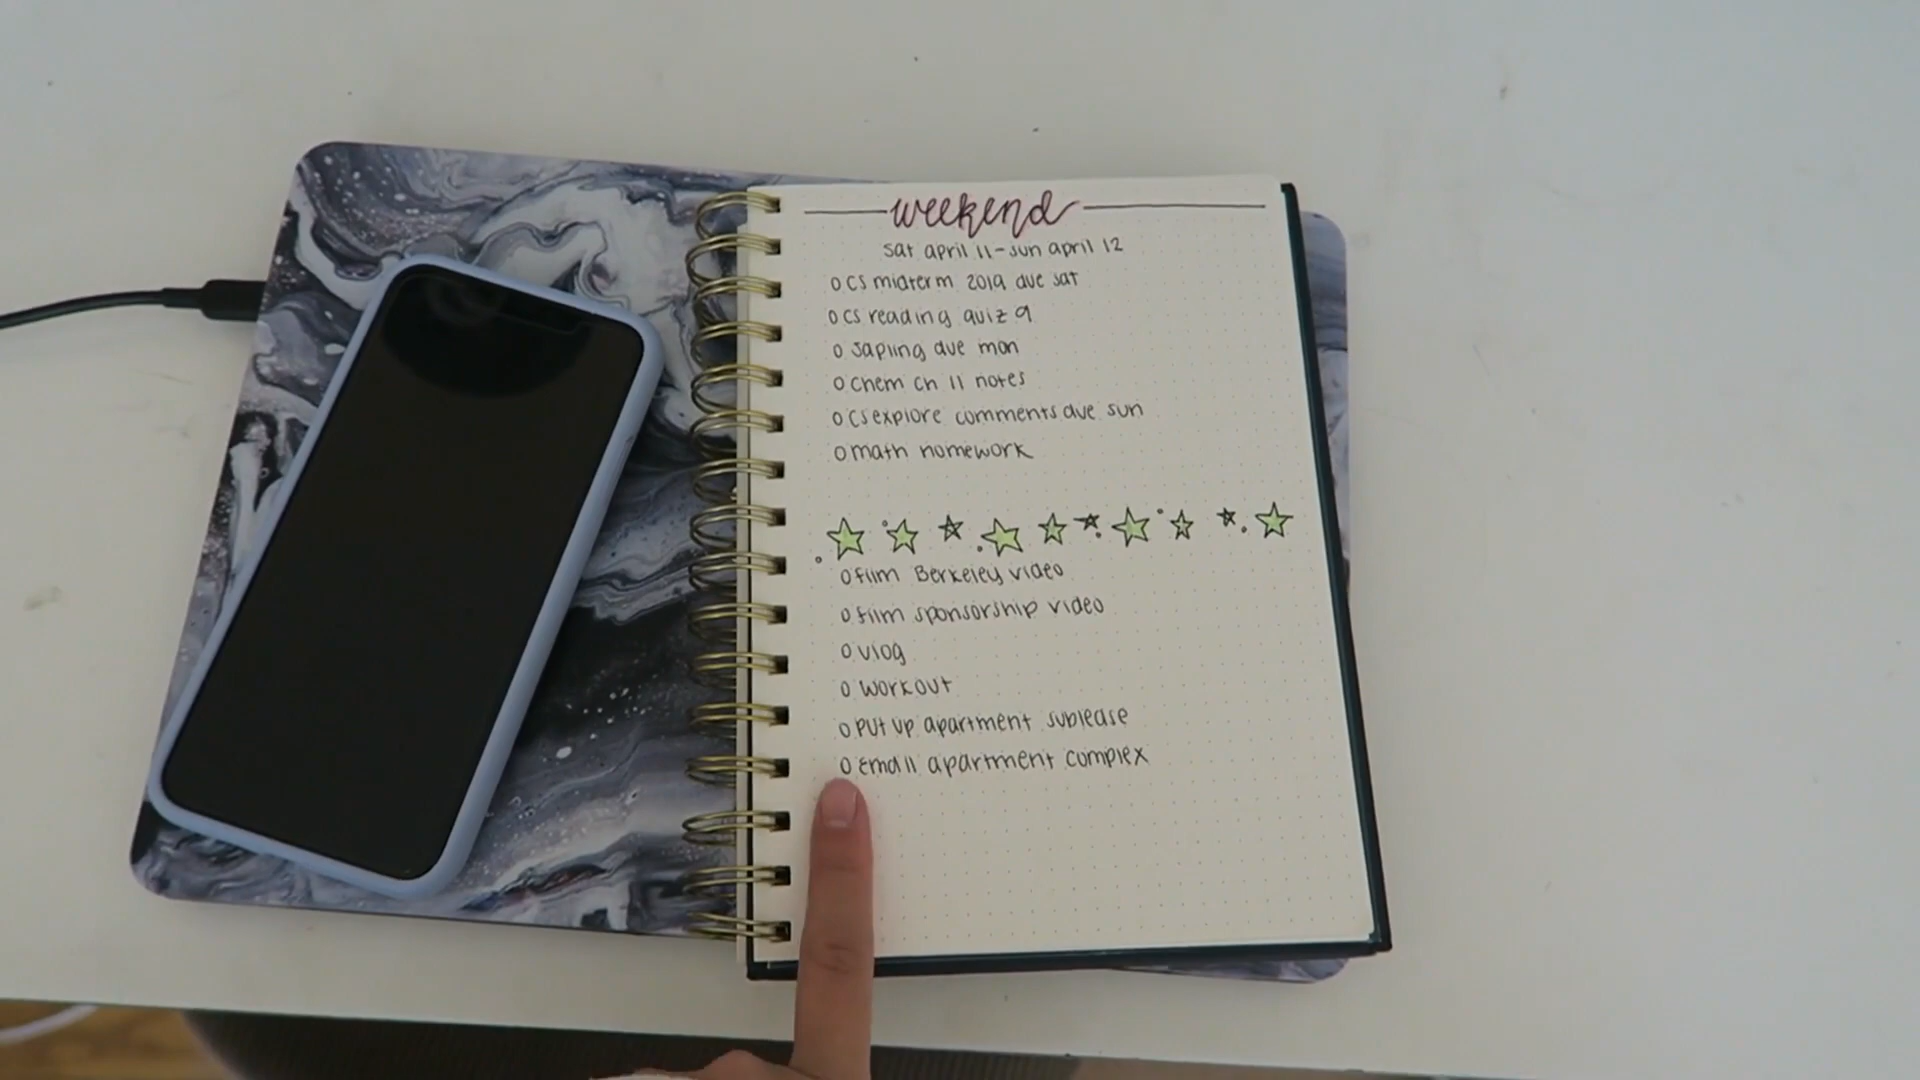 weekend
sat april 11-sun april 12
o cs midterm 2019 due sat
o cs reading quiz 9
o sapling due mon
o chem ch 11 notes
o cs explore comments due sun
o math homework
o film Berkeley video
o film sponsorship video
o vlog
o workout
o put up apartment sublease
o email apartment complex